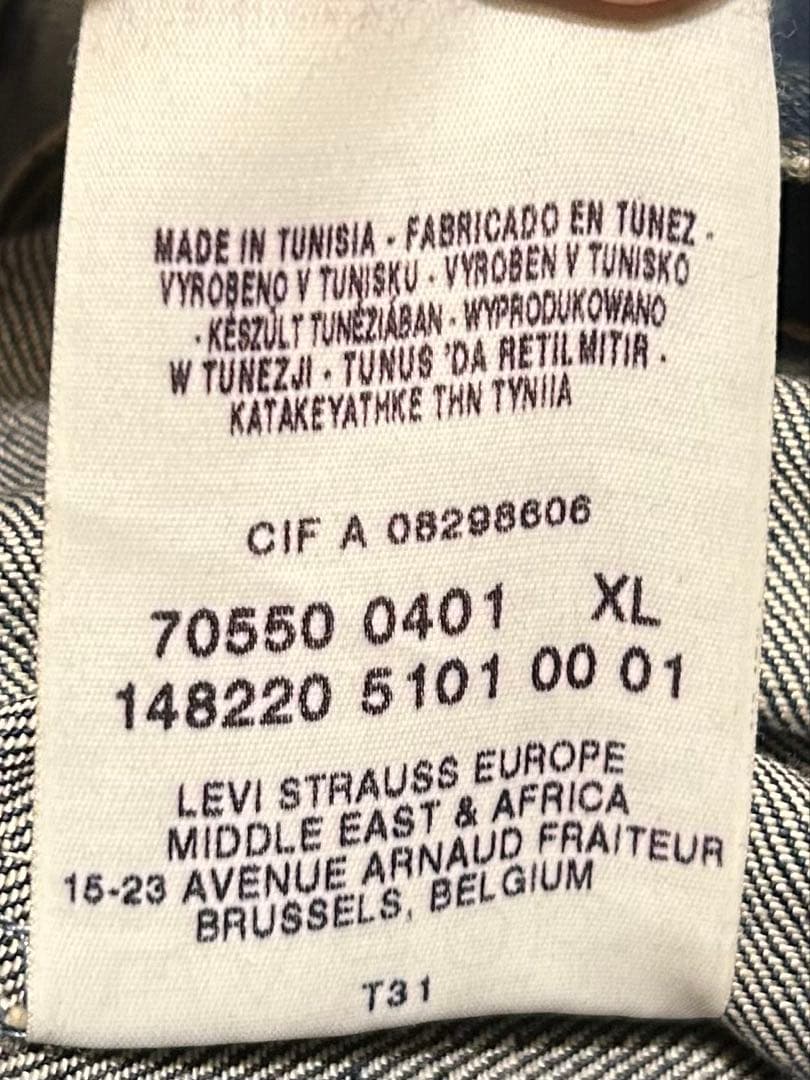 MADE IN TUNISIA - FABRICADO EN TUNEZ -
VYROBENO V TUNISKU - VYROBEN V TUNISKO
- KÉSZÜLT TUNÉZIÁBAN - WYPRODUKOWANO
W TUNEZJI - TUNUS 'DA RETILMITIR -
KATAKEYATHKE THN TYNIIA
CIF A 08298606
70550 0401 XL
148220 5101 00 01
LEVI STRAUSS EUROPE
MIDDLE EAST & AFRICA
15-23 AVENUE ARNAUD FRAITEUR
BRUSSELS, BELGIUM
T31